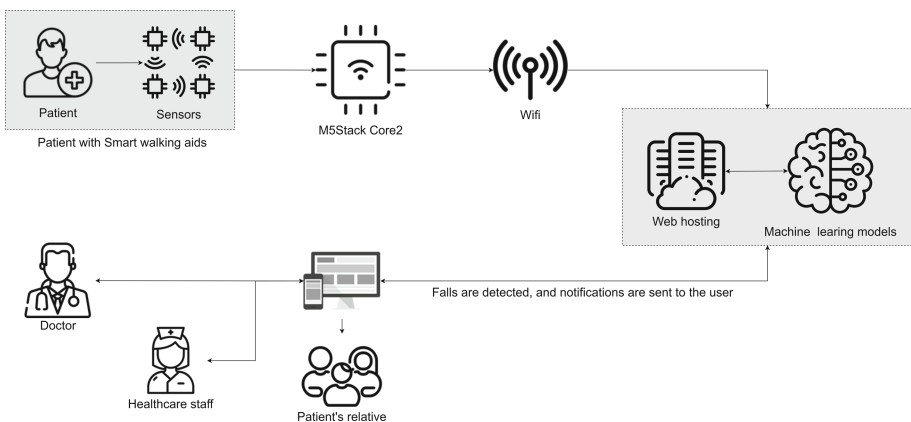 Patient
Sensors
Patient with Smart walking aids
M5Stack Core2
Wifi
Web hosting
Machine learing models
Falls are detected, and notifications are sent to the user
Doctor
Healthcare staff
Patient's relative